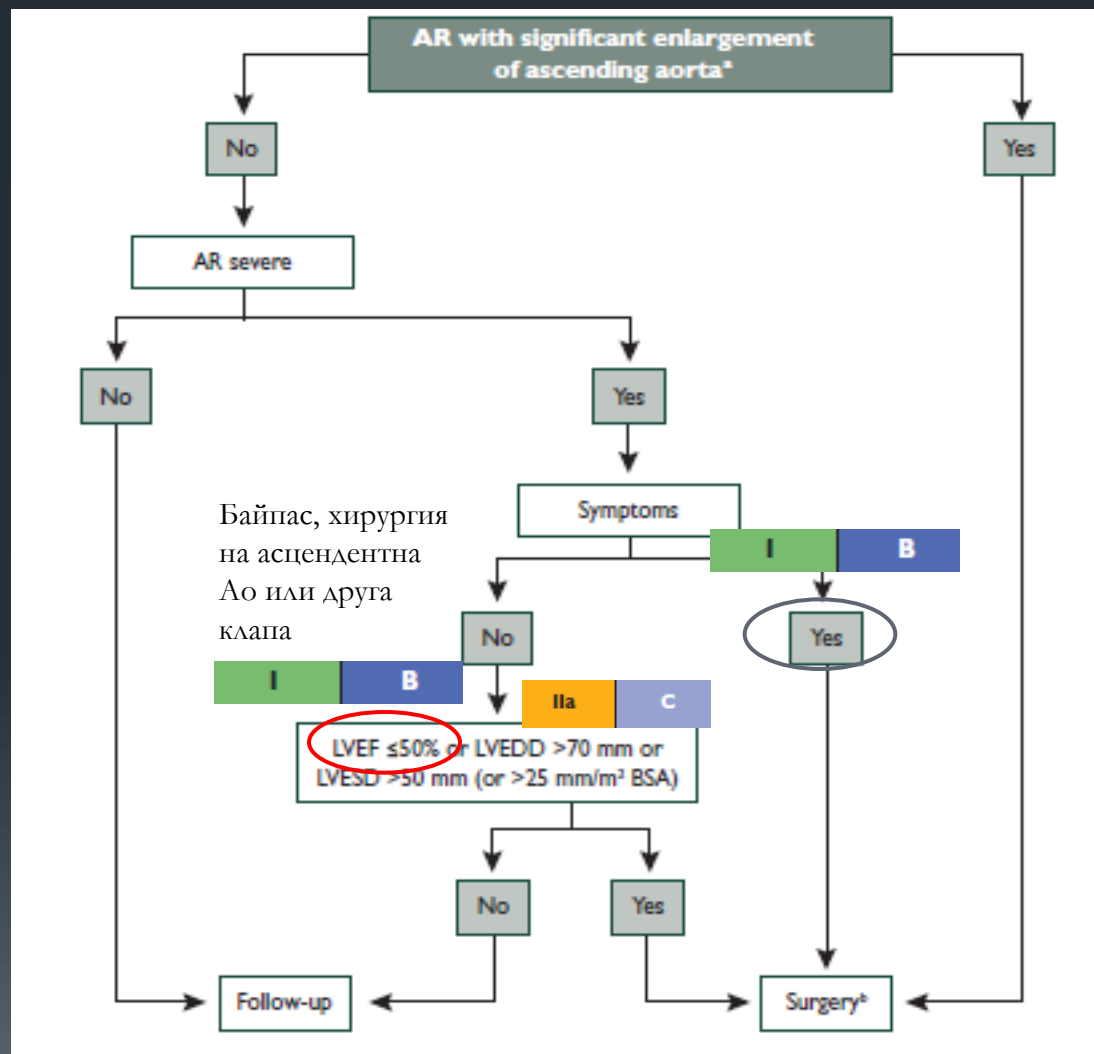 AR with significant enlargement
of ascending aortaᵃ
No
Yes
AR severe
No
Yes
Байпас, хирургия
на асцендентна
Ао или друга
клапа
Symptoms
I B
No
Yes
I B
IIa C
LVEF ≤50% or LVEDD >70 mm or
LVESD >50 mm (or >25 mm/m² BSA)
No
Yes
Follow-up
Surgeryᵇ